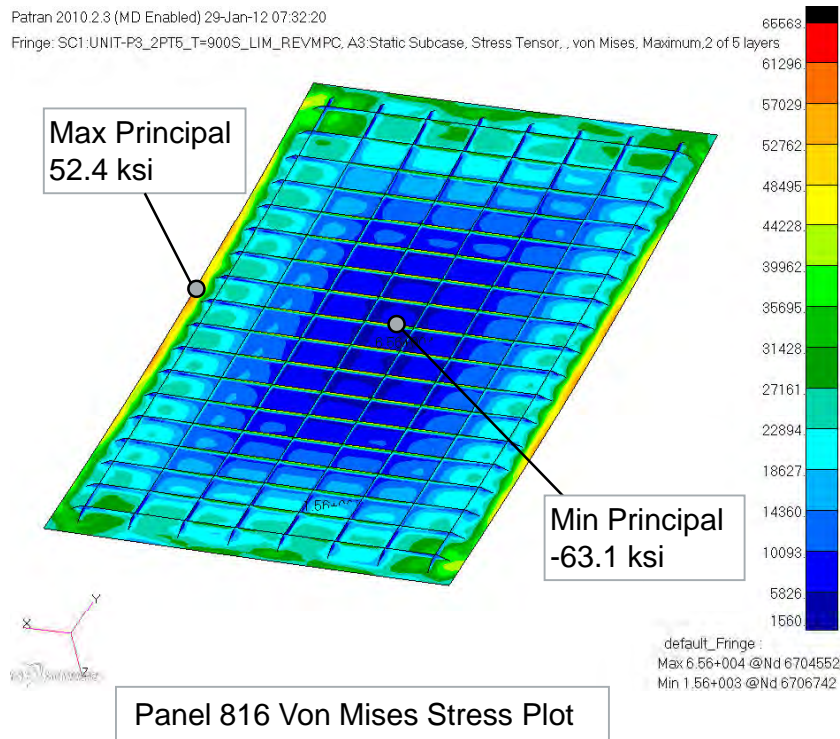 Patran 2010.2.3 (MD Enabled) 29-Jan-12 07:32:20
Fringe: SC1:UNIT-P3_2PT5_T=900S_LIM_REVMPC, A3:Static Subcase, Stress Tensor, , von Mises, Maximum,2 of 5 layers
65563.
61296.
57029.
52762.
48495.
44228.
39962.
35695.
31428.
27161.
22894.
18627.
14360.
10093.
5826.
1560.
Max Principal
52.4 ksi
Min Principal
-63.1 ksi
Y
X
Z
default_Fringe :
Max 6.56+004 @Nd 6704552
Min 1.56+003 @Nd 6706742
Panel 816 Von Mises Stress Plot